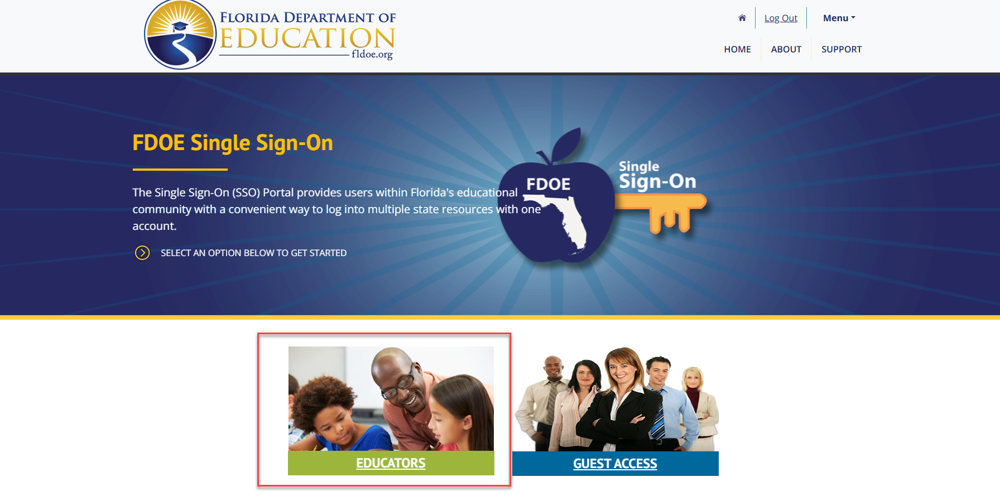 FLORIDA DEPARTMENT OF
EDUCATION
fldoe.org
Log Out
Menu
HOME
ABOUT
SUPPORT
FDOE Single Sign-On
The Single Sign-On (SSO) Portal provides users within Florida's educational
community with a convenient way to log into multiple state resources with one
account.
SELECT AN OPTION BELOW TO GET STARTED
FDOE
Single
Sign-On
EDUCATORS
GUEST ACCESS